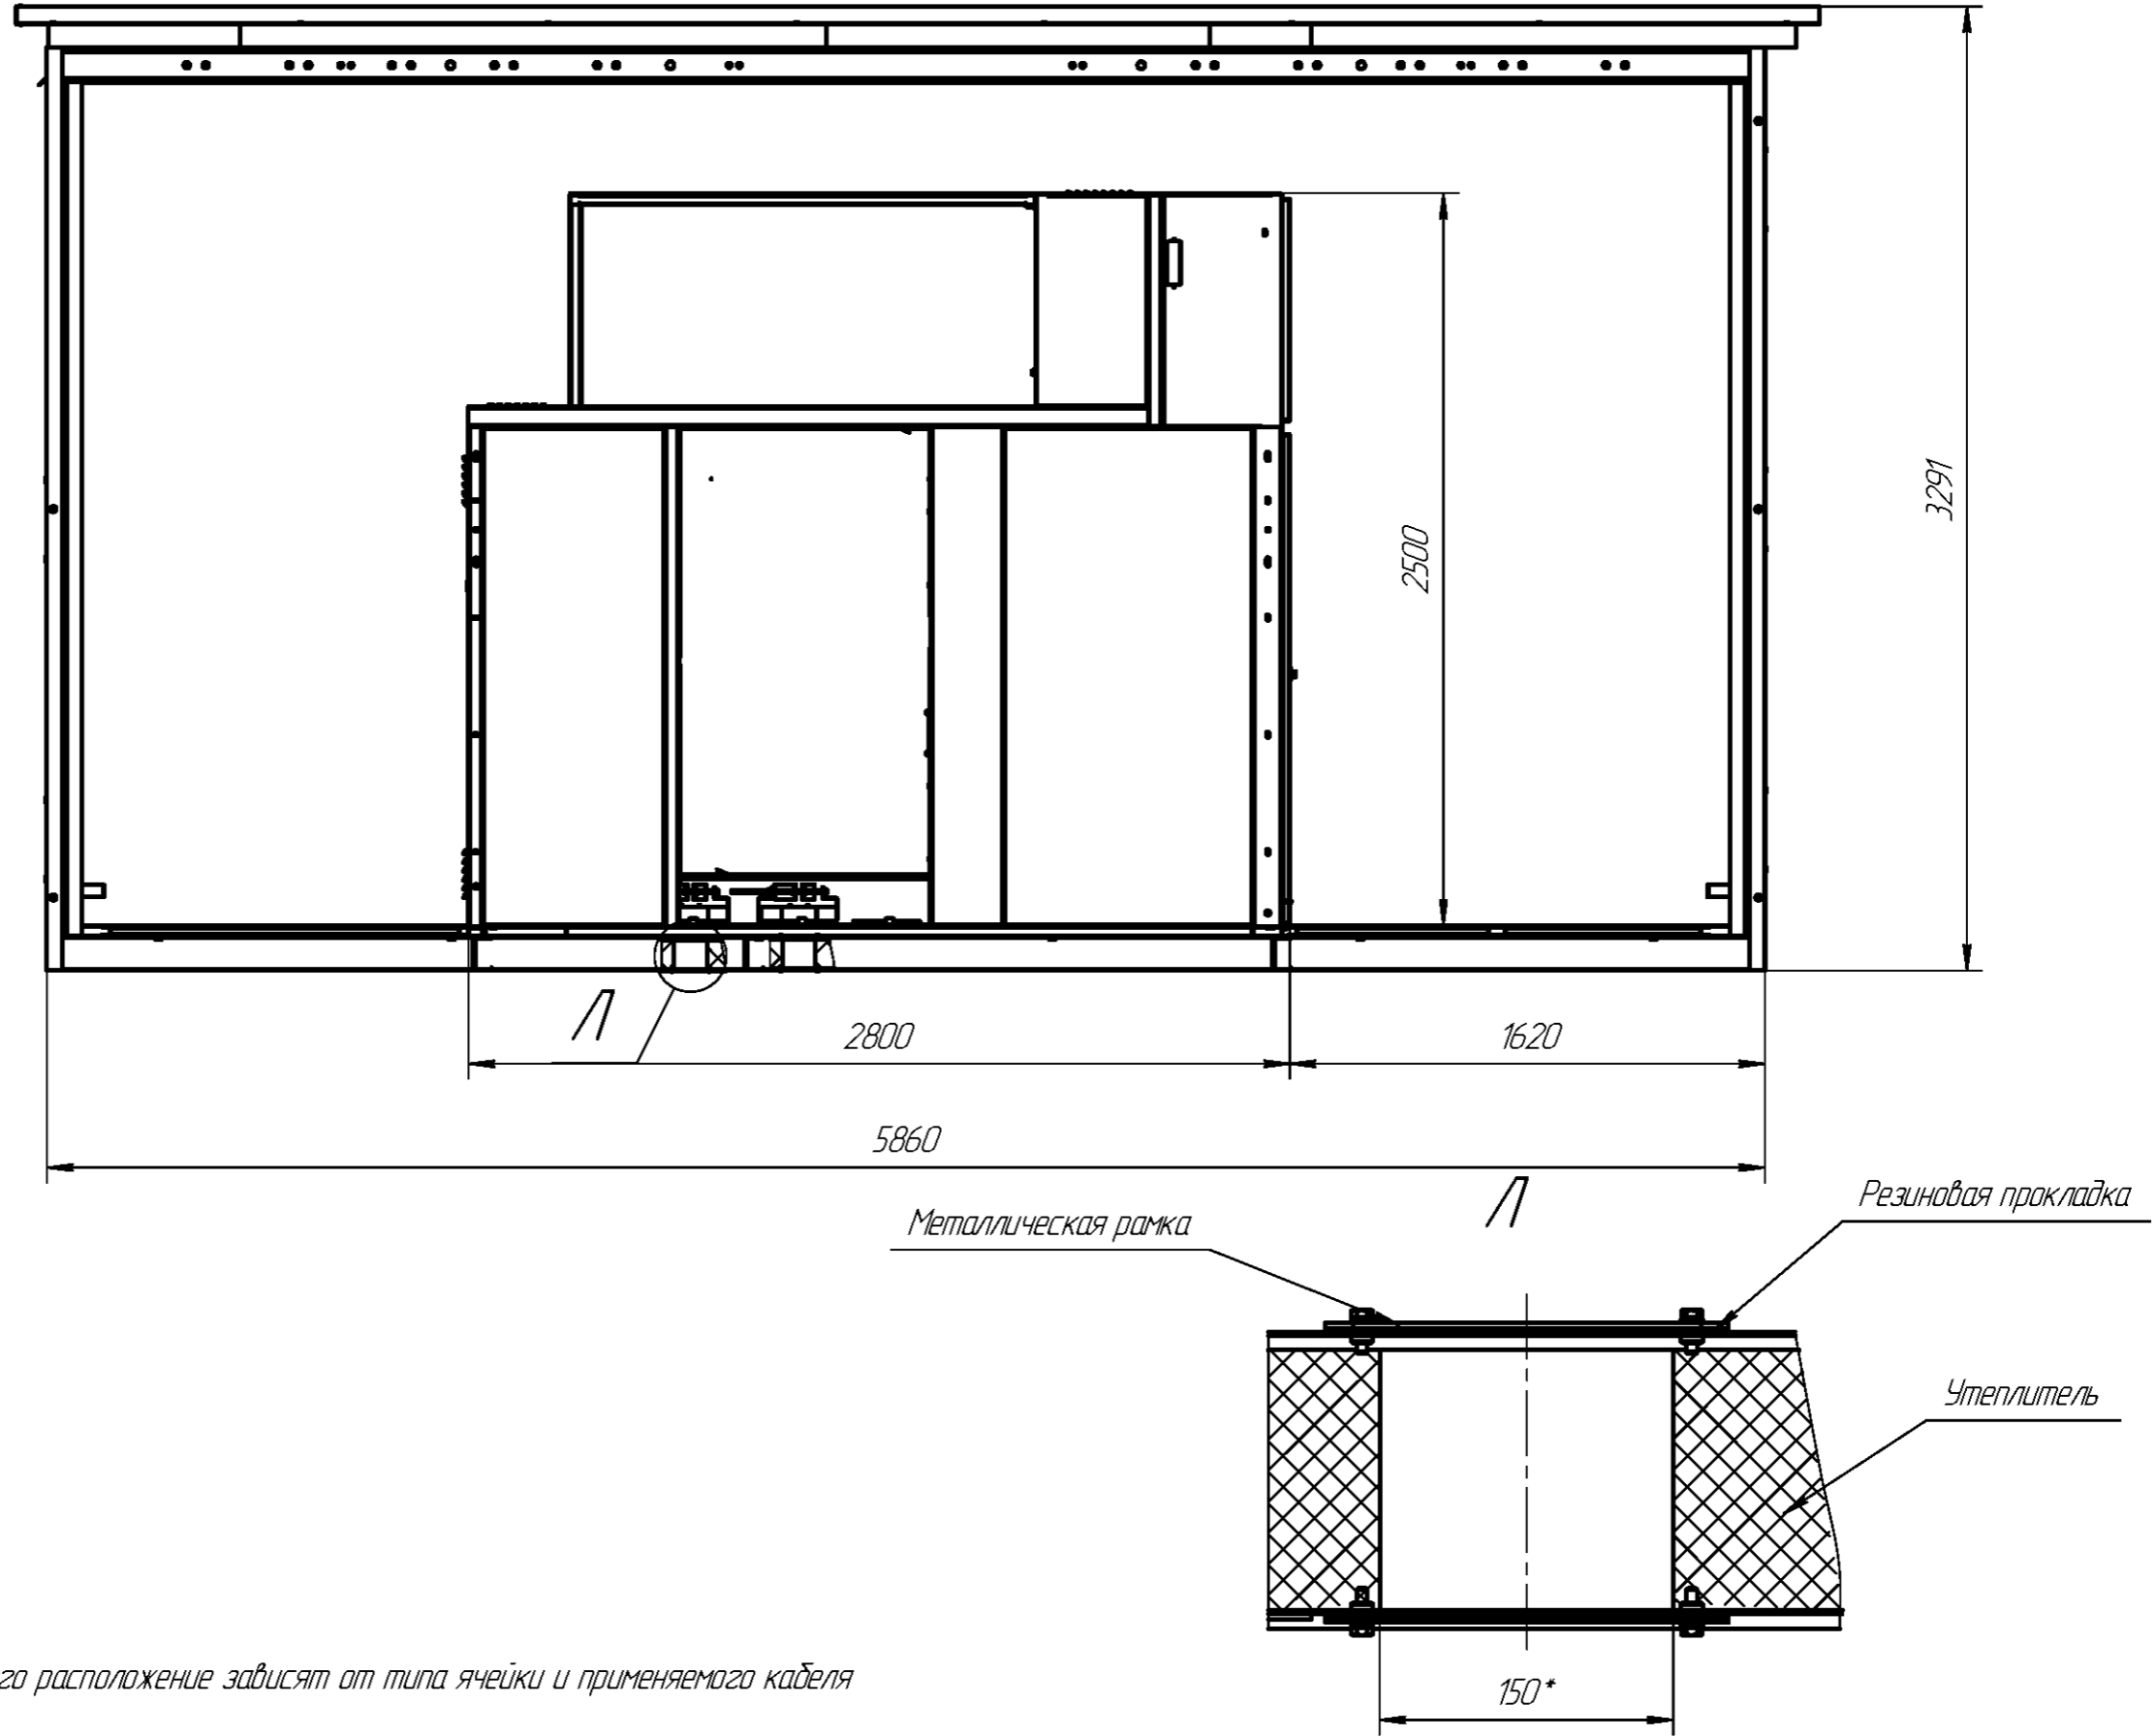 3291
2500
Л
2800
1620
5860
Л
Металлическая рамка
Резиновая прокладка
Утеплитель
го расположение зависят от типа ячейки и применяемого кабеля
150*